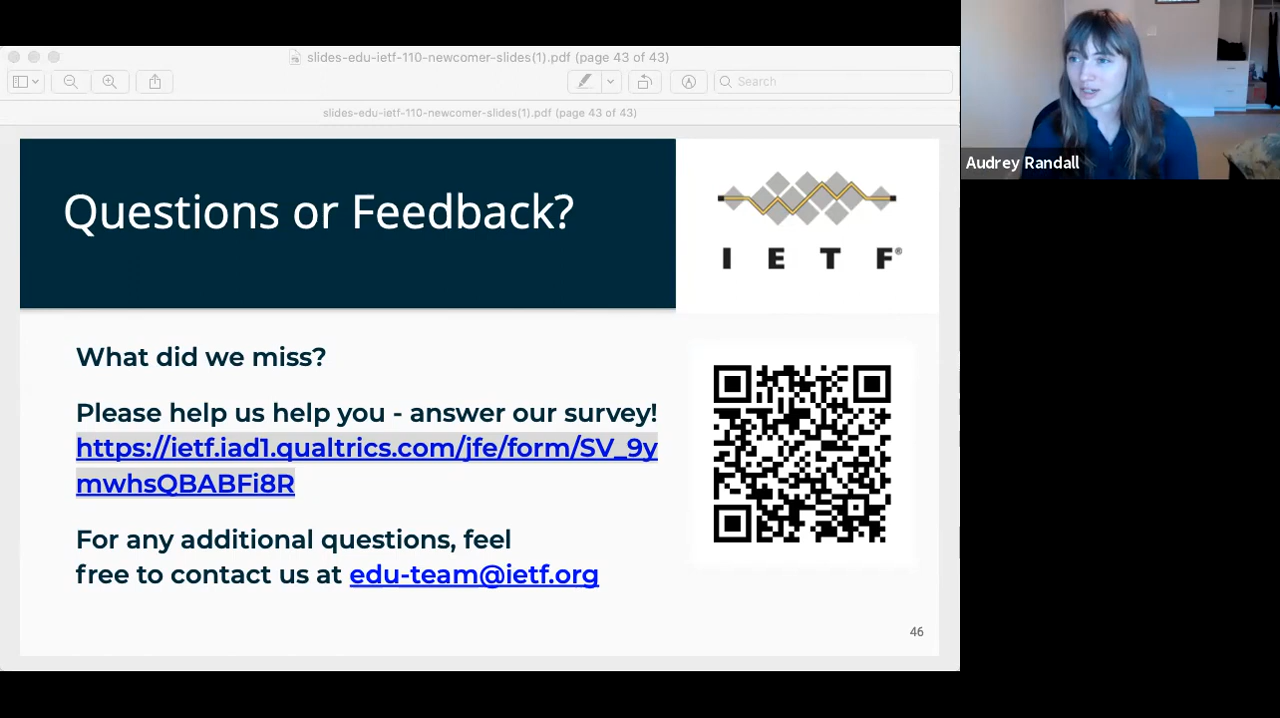 slides-edu-ietf-110-newcomer-slides(1).pdf (page 43 of 43)
Search
slides-edu-ietf-110-newcomer-slides(1).pdf (page 43 of 43)
Questions or Feedback?
I E T F®
What did we miss?
Please help us help you - answer our survey!
https://ietf.iad1.qualtrics.com/jfe/form/SV_9y
mwhsQBABFi8R
For any additional questions, feel
free to contact us at edu-team@ietf.org
46
Audrey Randall